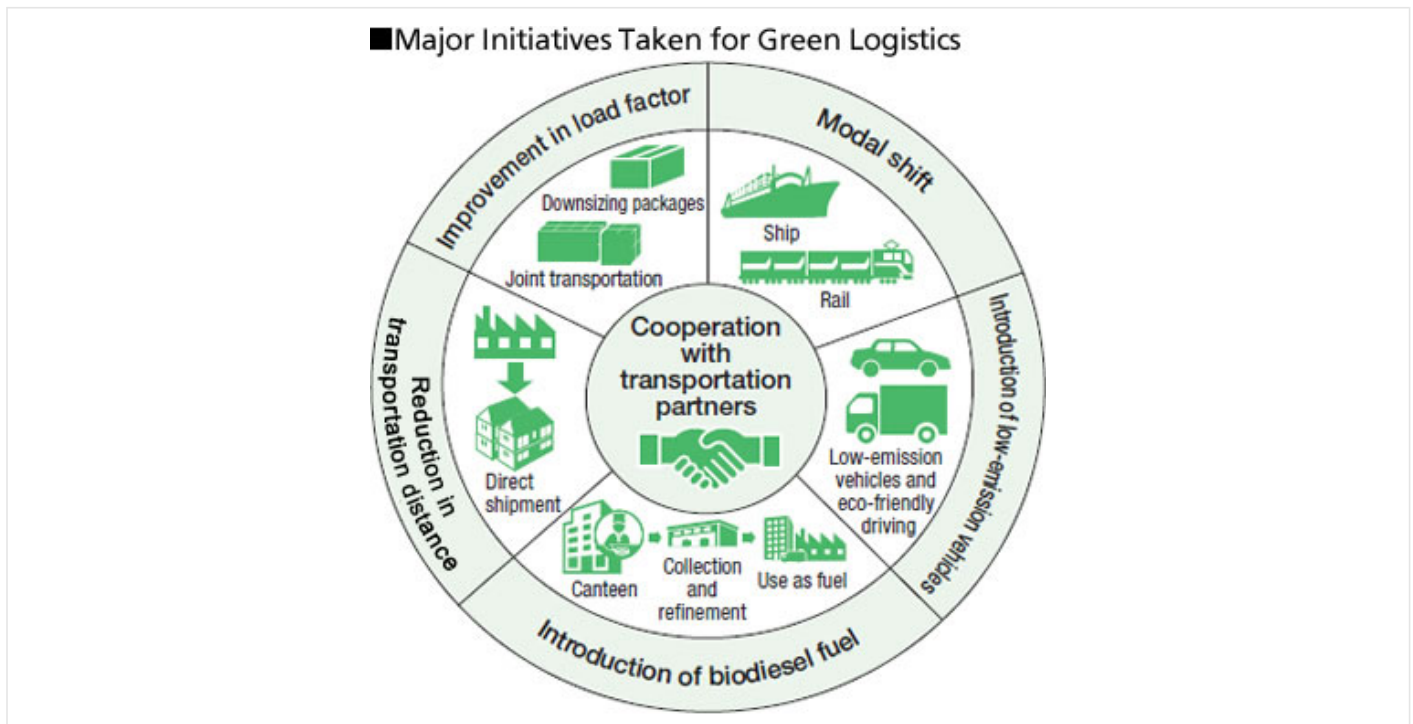 ■Major Initiatives Taken for Green Logistics
Improvement in load factor
Downsizing packages
Joint transportation
Modal shift
Ship
Rail
Introduction of low-emission vehicles
Low-emission
vehicles and
eco-friendly
driving
Introduction of biodiesel fuel
Canteen
Collection
and
refinement
Use as fuel
Reduction in
transportation distance
Direct
shipment
Cooperation
with
transportation
partners